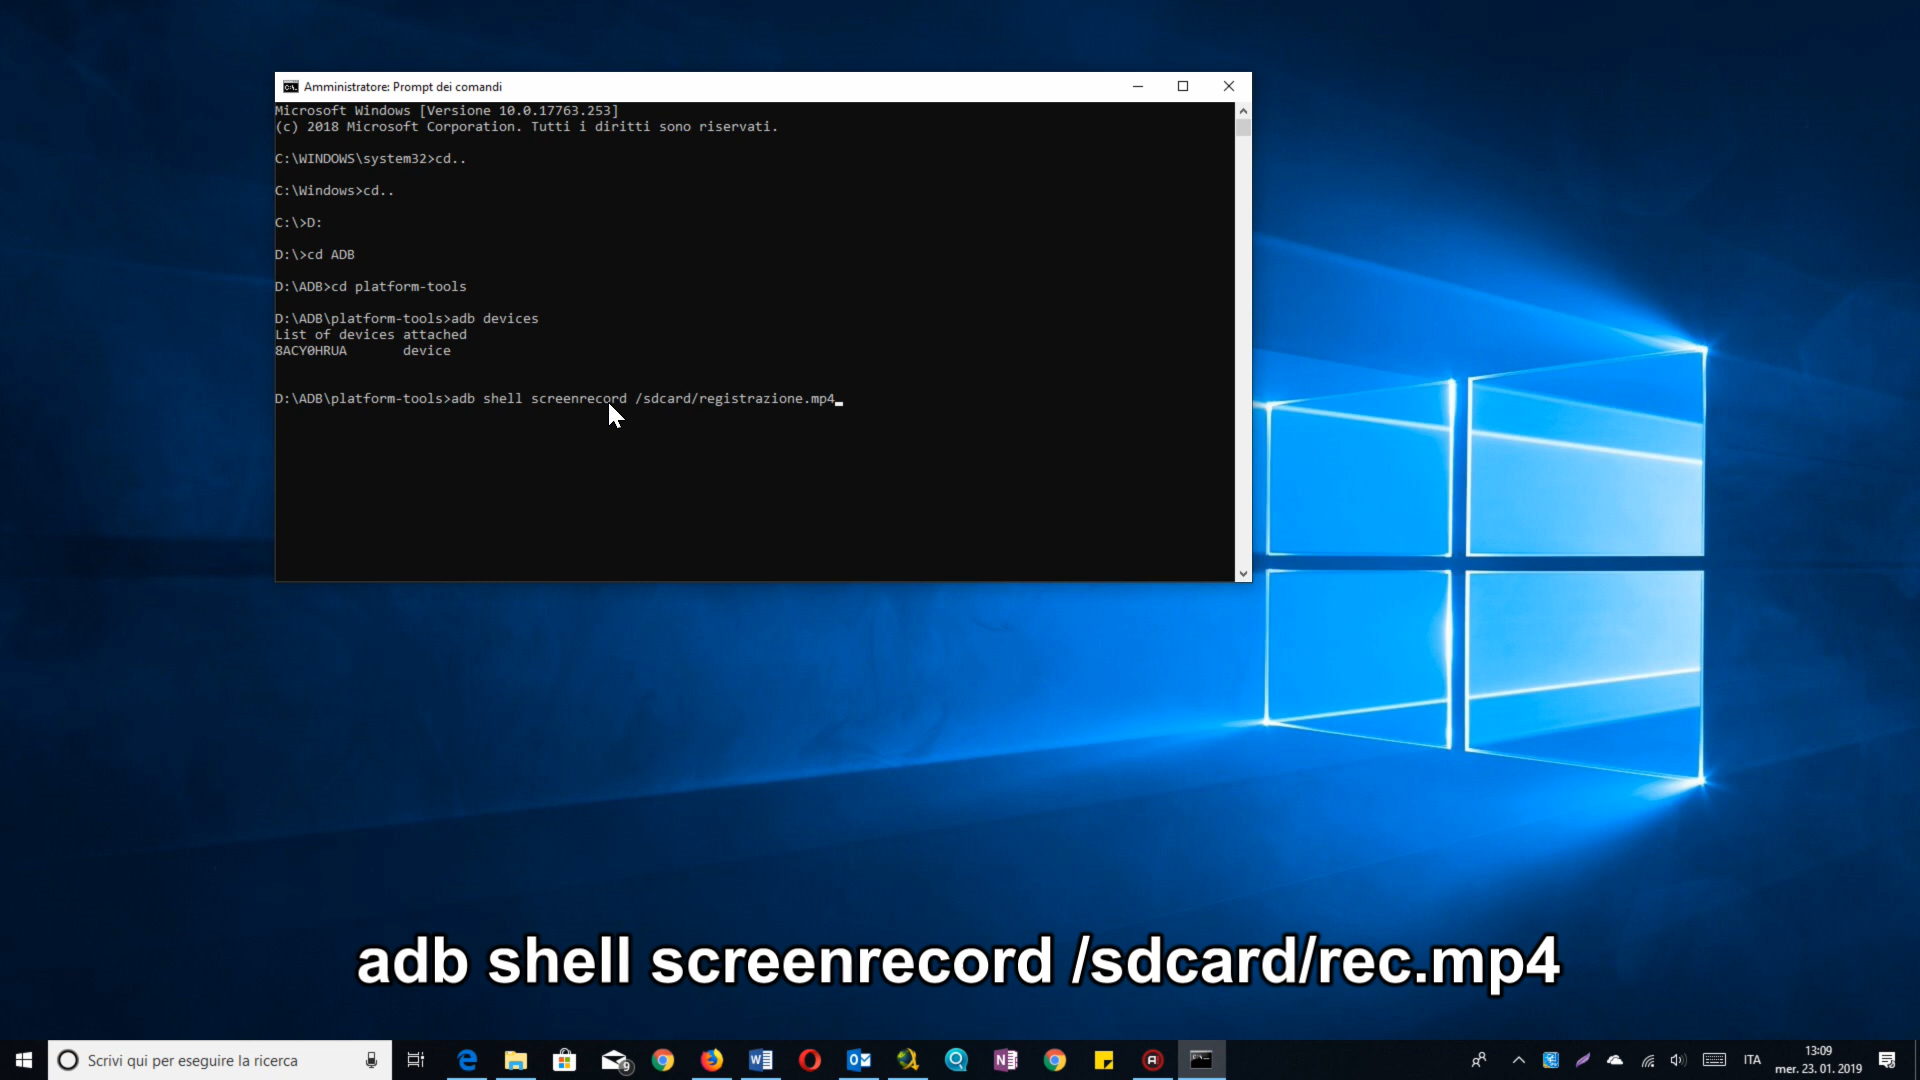 Amministratore: Prompt dei comandi
Microsoft Windows [Versione 10.0.17763.253]
(c) 2018 Microsoft Corporation. Tutti i diritti sono riservati.
C:\WINDOWS\system32>cd..
C:\Windows>cd..
C:\>D:
D:\>cd ADB
D:\ADB>cd platform-tools
D:\ADB\platform-tools>adb devices
List of devices attached
8ACY0HRUA device
D:\ADB\platform-tools>adb shell screenrecord /sdcard/registrazione.mp4
adb shell screenrecord /sdcard/rec.mp4
Scrivi qui per eseguire la ricerca
9
ITA
13:09
mer. 23. 01. 2019